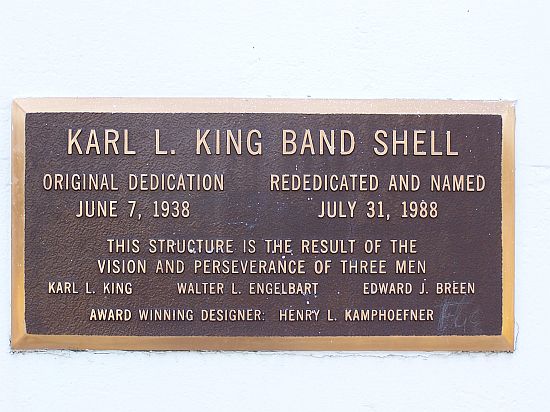 KARL L. KING BAND SHELL
ORIGINAL DEDICATION REDEDICATED AND NAMED
JUNE 7, 1938 JULY 31, 1988
THIS STRUCTURE IS THE RESULT OF THE
VISION AND PERSEVERANCE OF THREE MEN
KARL L. KING WALTER L. ENGELBART EDWARD J. BREEN
AWARD WINNING DESIGNER: HENRY L. KAMPHOEFNER